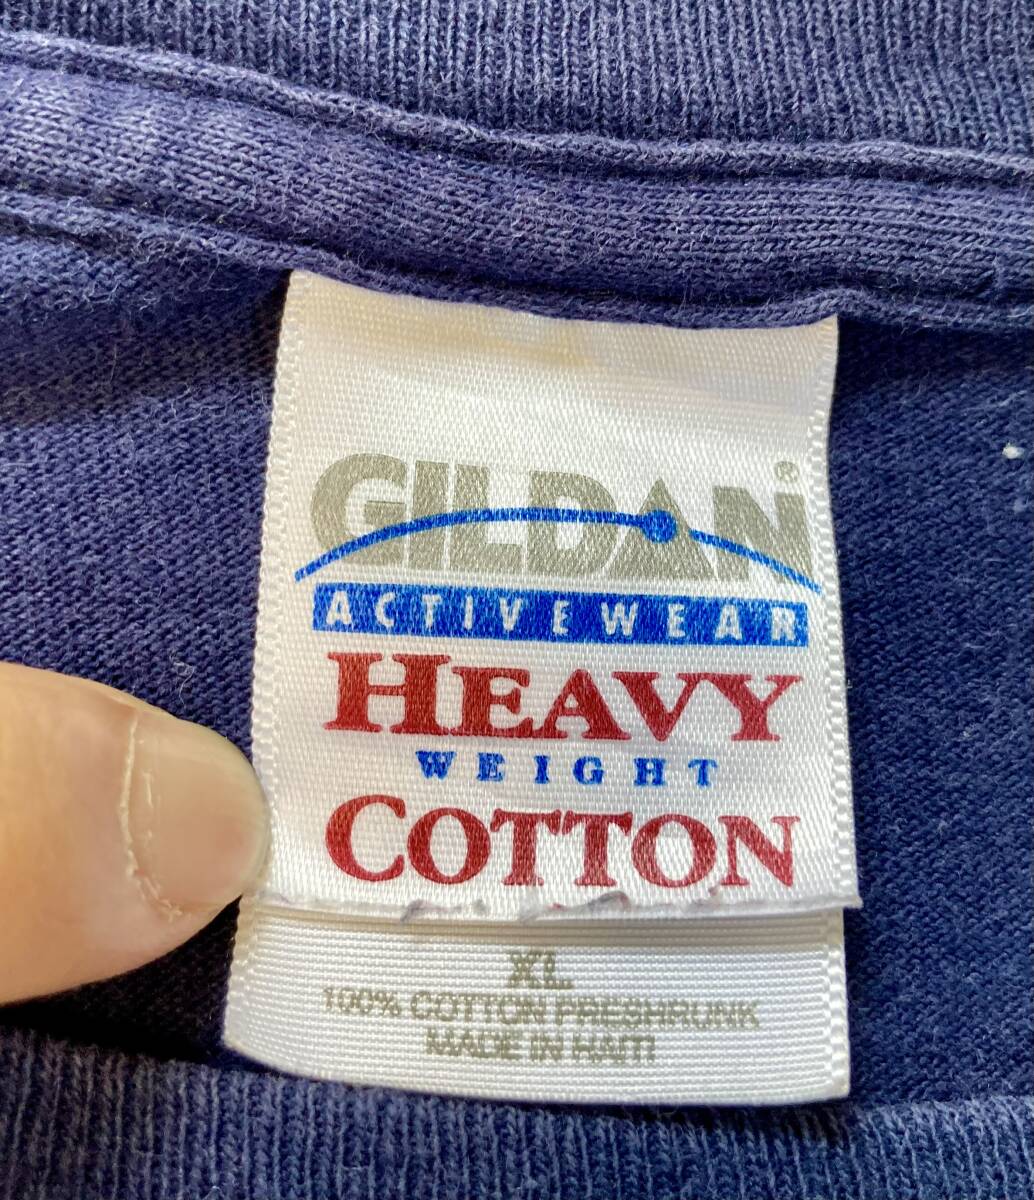 GILDAN®
ACTIVEWEAR
HEAVY
WEIGHT
COTTON
XL
100% COTTON PRESHRUNK
MADE IN HAITI